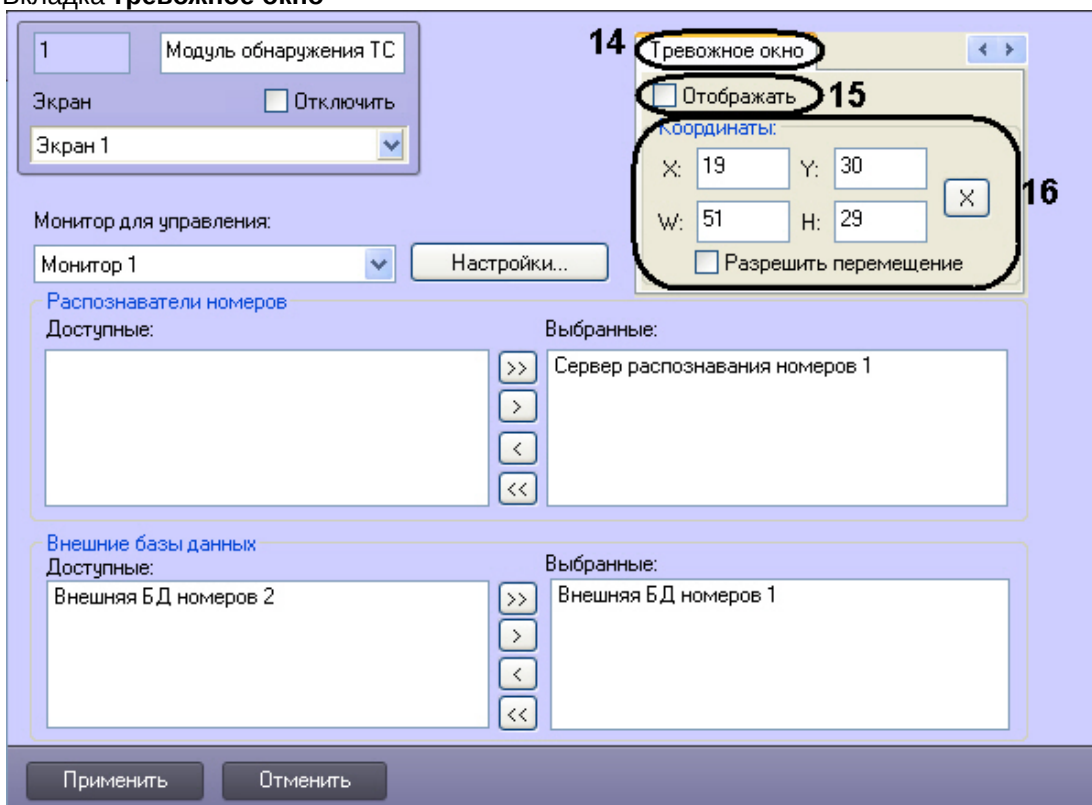 Вкладка Тревожное окно
1 Модуль обнаружения ТС
Экран Отключить
Экран 1
14 Тревожное окно
Отображать 15
Координаты:
X: 19 Y: 30
X 16
W: 51 H: 29
Разрешить перемещение
Монитор для управления:
Монитор 1 Настройки...
Распознаватели номеров
Доступные: Выбранные:
>> Сервер распознавания номеров 1
>
<
<<
Внешние базы данных
Доступные: Выбранные:
Внешняя БД номеров 2 >> Внешняя БД номеров 1
>
<
<<
Применить Отменить